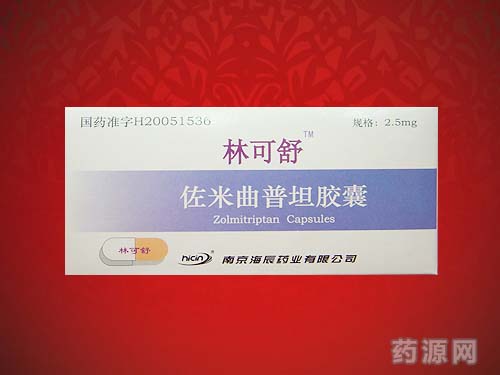 国药准字H20051536
规格：2.5mg
林可舒™
佐米曲普坦胶囊
Zolmitriptan Capsules
林可舒
hicin® 南京海辰药业有限公司
药源网